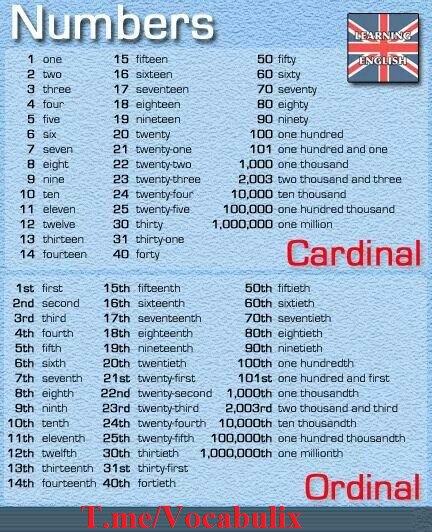 Numbers
LEARNING
ENGLISH
1 one
2 two
3 three
4 four
5 five
6 six
7 seven
8 eight
9 nine
10 ten
11 eleven
12 twelve
13 thirteen
14 fourteen
15 fifteen
16 sixteen
17 seventeen
18 eighteen
19 nineteen
20 twenty
21 twenty-one
22 twenty-two
23 twenty-three
24 twenty-four
25 twenty-five
30 thirty
31 thirty-one
40 forty
50 fifty
60 sixty
70 seventy
80 eighty
90 ninety
100 one hundred
101 one hundred and one
1,000 one thousand
2,003 two thousand and three
10,000 ten thousand
100,000 one hundred thousand
1,000,000 one million
Cardinal
1st first
2nd second
3rd third
4th fourth
5th fifth
6th sixth
7th seventh
8th eighth
9th ninth
10th tenth
11th eleventh
12th twelfth
13th thirteenth
14th fourteenth
15th fifteenth
16th sixteenth
17th seventeenth
18th eighteenth
19th nineteenth
20th twentieth
21st twenty-first
22nd twenty-second
23rd twenty-third
24th twenty-fourth
25th twenty-fifth
30th thirtieth
31st thirty-first
40th fortieth
50th fiftieth
60th sixtieth
70th seventieth
80th eightieth
90th ninetieth
100th one hundredth
101st one hundred and first
1,000th one thousandth
2,003rd two thousand and third
10,000th ten thousandth
100,000th one hundred thousandth
1,000,000th one millionth
Ordinal
T.me/Vocabulix